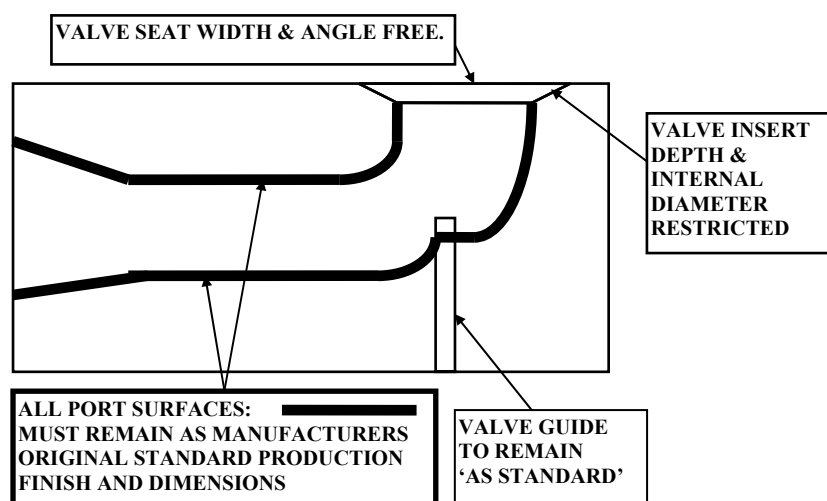 VALVE SEAT WIDTH & ANGLE FREE.
VALVE INSERT
DEPTH &
INTERNAL
DIAMETER
RESTRICTED
ALL PORT SURFACES:
MUST REMAIN AS MANUFACTURERS
ORIGINAL STANDARD PRODUCTION
FINISH AND DIMENSIONS
VALVE GUIDE
TO REMAIN
‘AS STANDARD’